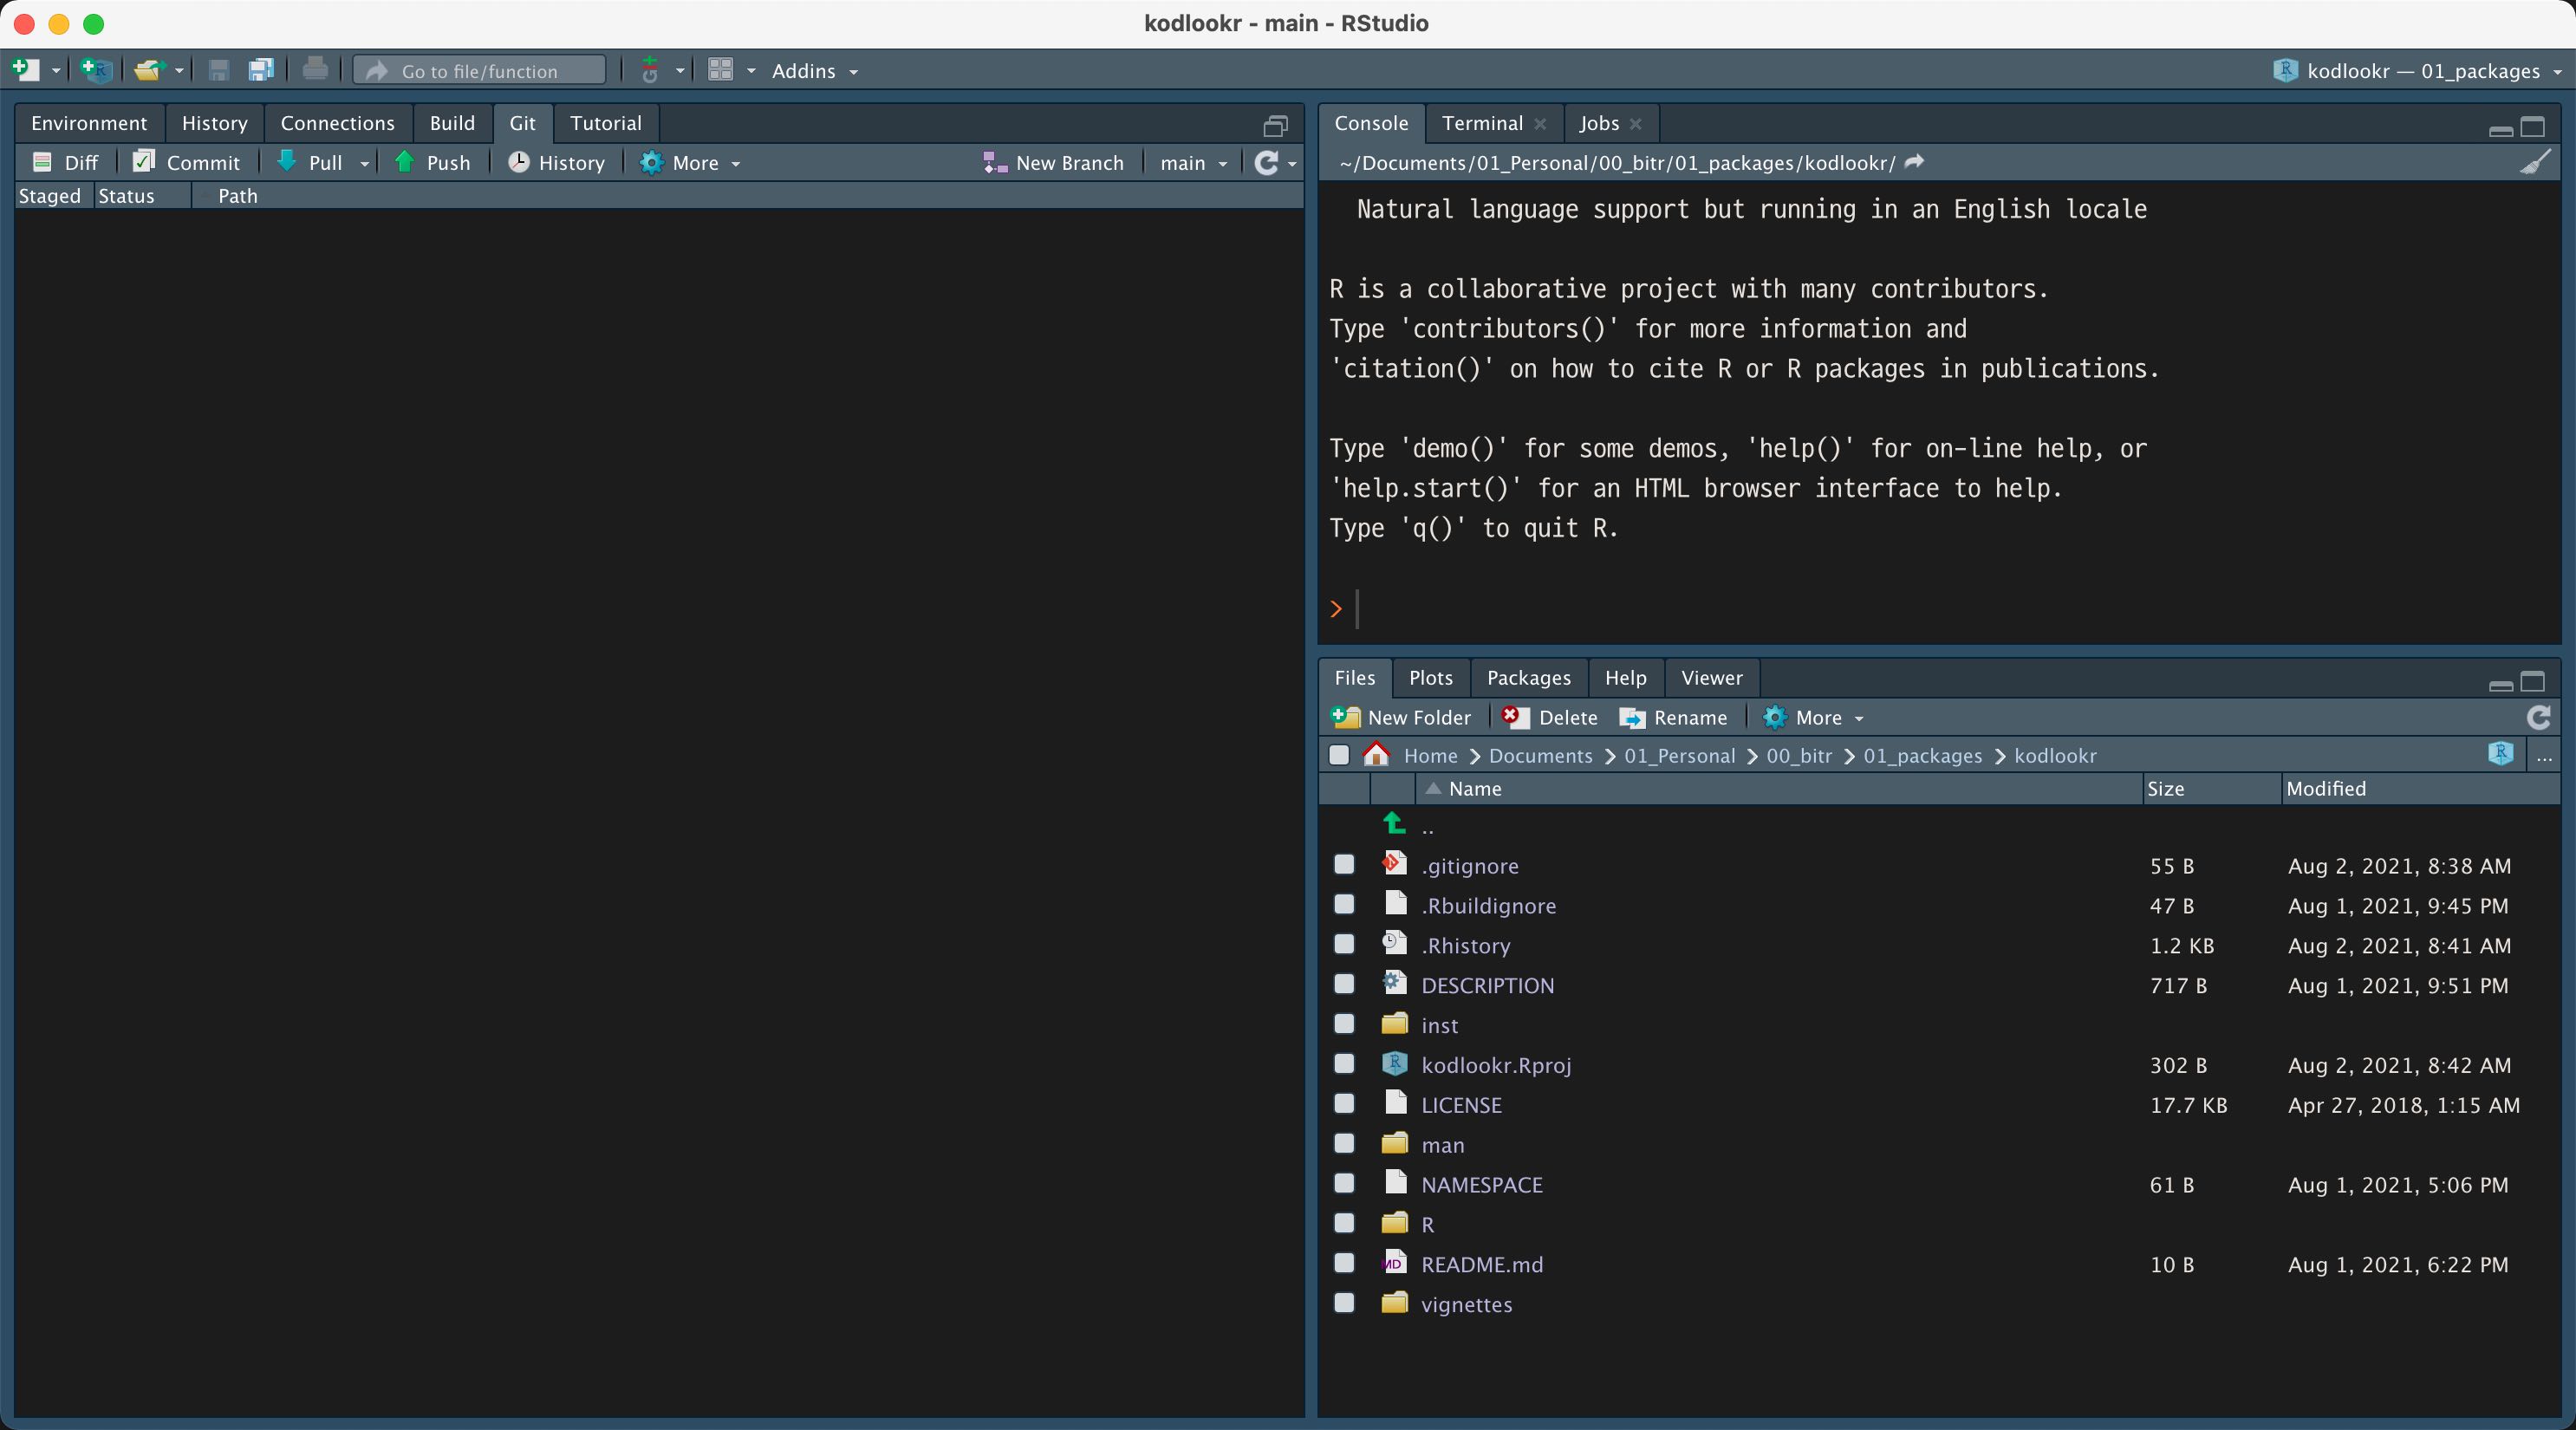 kodlookr - main - RStudio
Go to file/function Addins kodlookr — 01_packages
Environment History Connections Build Git Tutorial
Diff Commit Pull Push History More New Branch main
Staged Status Path
Console Terminal Jobs
~/Documents/01_Personal/00_bitr/01_packages/kodlookr/
Natural language support but running in an English locale
R is a collaborative project with many contributors.
Type 'contributors()' for more information and
'citation()' on how to cite R or R packages in publications.
Type 'demo()' for some demos, 'help()' for on-line help, or
'help.start()' for an HTML browser interface to help.
Type 'q()' to quit R.
>
Files Plots Packages Help Viewer
New Folder Delete Rename More
Home > Documents > 01_Personal > 00_bitr > 01_packages > kodlookr R ...
Name Size Modified
..
.gitignore 55 B Aug 2, 2021, 8:38 AM
.Rbuildignore 47 B Aug 1, 2021, 9:45 PM
.Rhistory 1.2 KB Aug 2, 2021, 8:41 AM
DESCRIPTION 717 B Aug 1, 2021, 9:51 PM
inst
kodlookr.Rproj 302 B Aug 2, 2021, 8:42 AM
LICENSE 17.7 KB Apr 27, 2018, 1:15 AM
man
NAMESPACE 61 B Aug 1, 2021, 5:06 PM
R
MD README.md 10 B Aug 1, 2021, 6:22 PM
vignettes